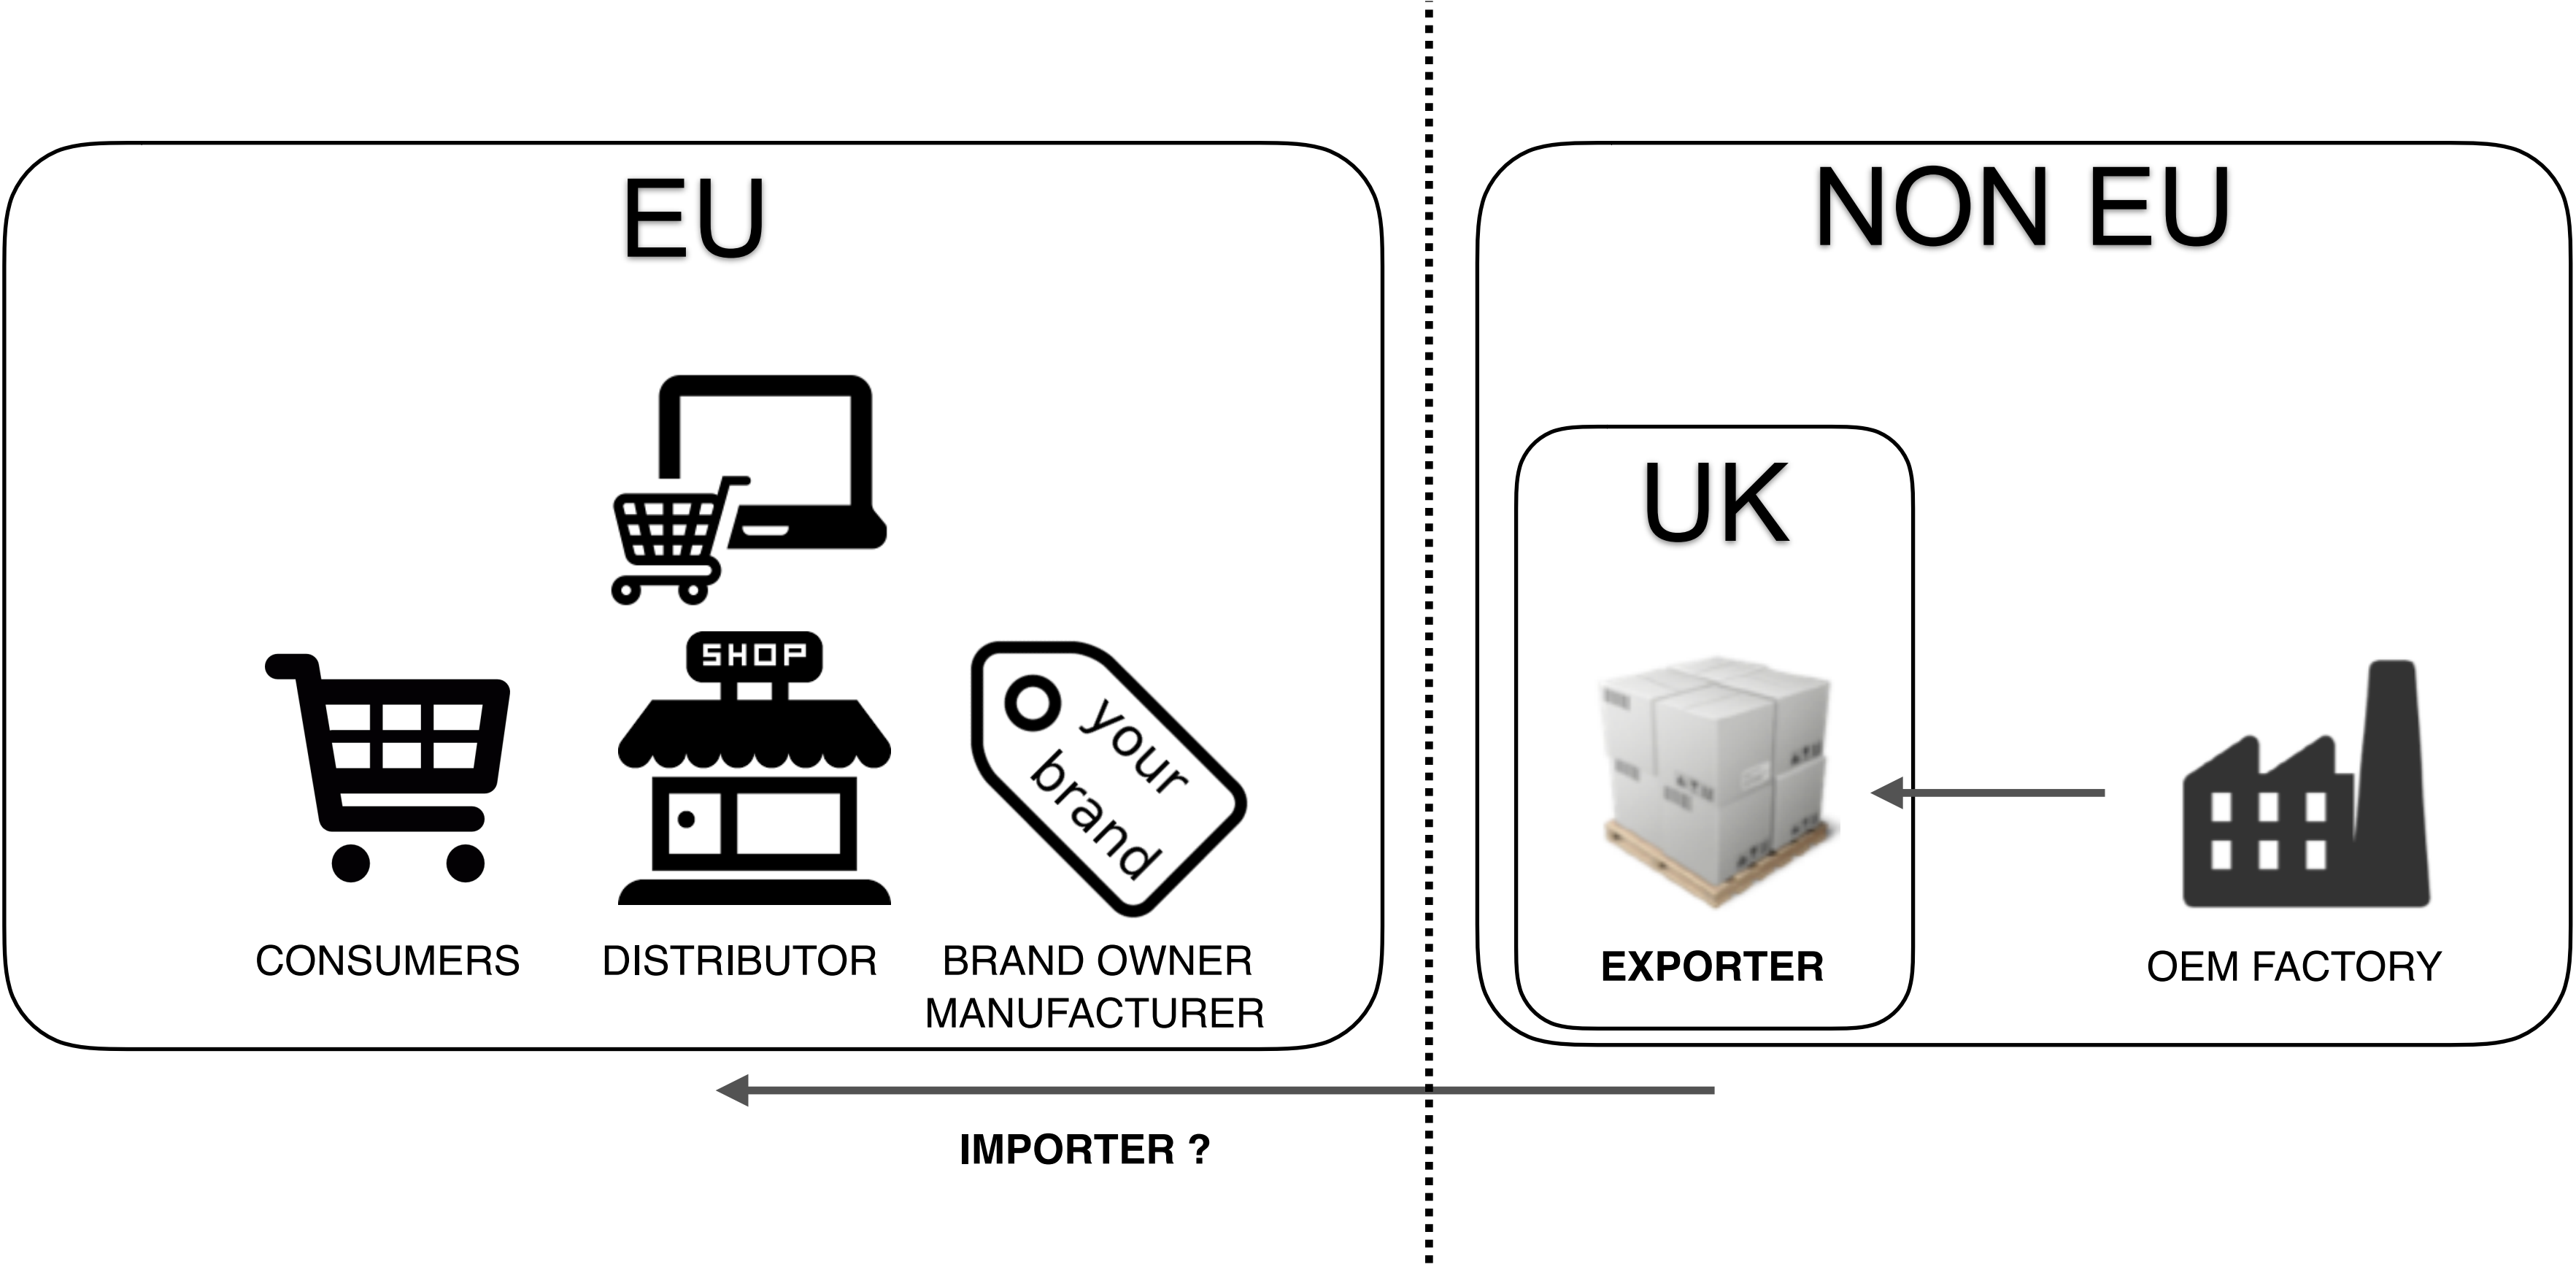 EU
NON EU
UK
SHOP
your
brand
CONSUMERS
DISTRIBUTOR
BRAND OWNER
MANUFACTURER
EXPORTER
OEM FACTORY
IMPORTER ?